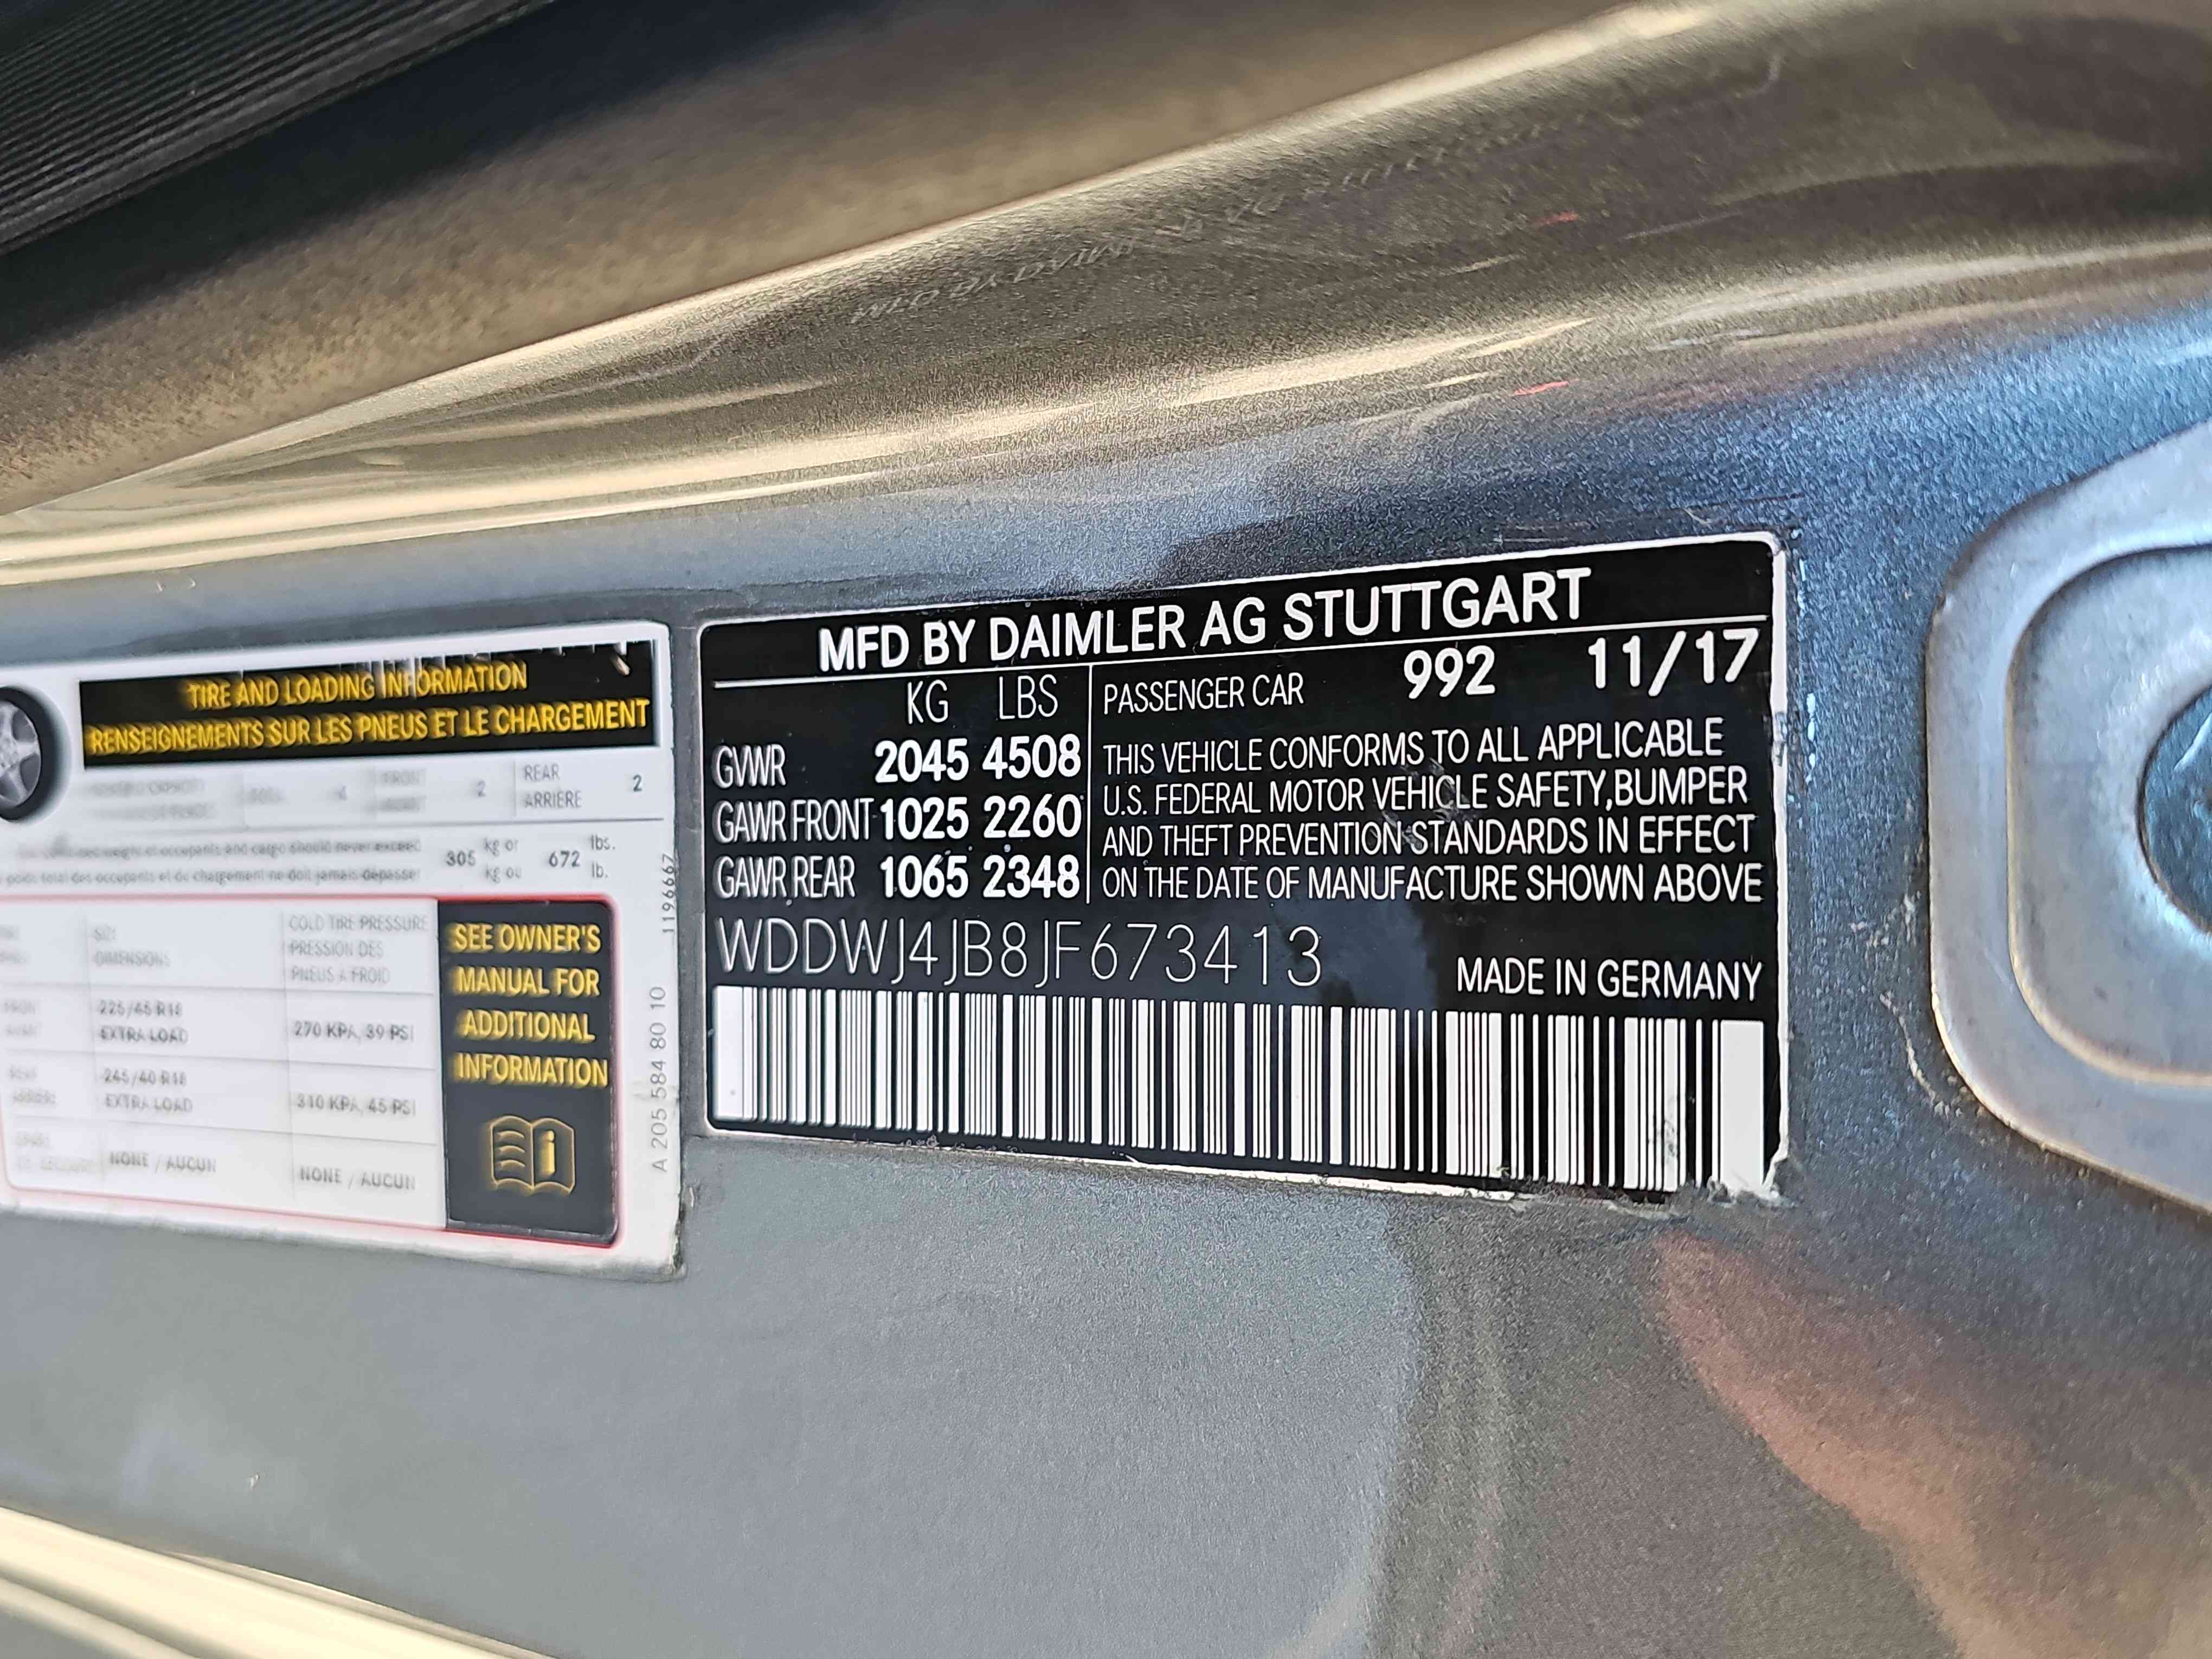 TIRE AND LOADING INFORMATION
RENSEIGNEMENTS SUR LES PNEUS ET LE CHARGEMENT
2
REAR
ARRIÈRE
2
305 kg or 672 lbs.
kg ou lb.
COLD TIRE PRESSURE
PRESSION DES
PNEUS A FROID
DIMENSIONS
225/45 R18
EXTRA LOAD
270 KPA, 39 PSI
245/40 R18
EXTRA LOAD
310 KPA, 45 PSI
NONE / AUCUN
NONE / AUCUN
SEE OWNER'S
MANUAL FOR
ADDITIONAL
INFORMATION
A 205 584 80 10
1196667
MFD BY DAIMLER AG STUTTGART
KG LBS
GVWR 2045 4508
GAWR FRONT 1025 2260
GAWR REAR 1065 2348
PASSENGER CAR 992 11/17
THIS VEHICLE CONFORMS TO ALL APPLICABLE
U.S. FEDERAL MOTOR VEHICLE SAFETY,BUMPER
AND THEFT PREVENTION STANDARDS IN EFFECT
ON THE DATE OF MANUFACTURE SHOWN ABOVE
WDDWJ4JB8JF673413
MADE IN GERMANY